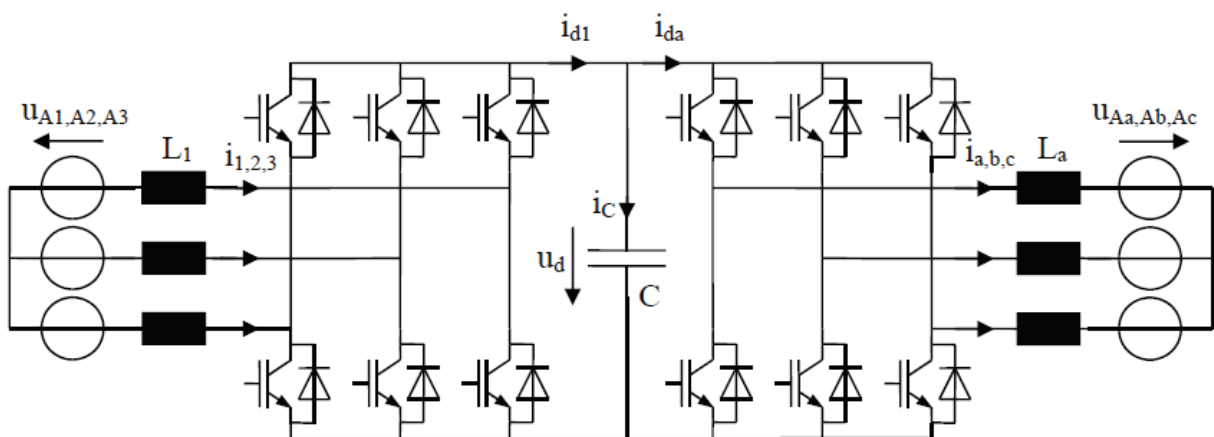 i_d1
i_da
u_A1,A2,A3
L_1
i_1,2,3
i_C
u_d
C
i_a,b,c
L_a
u_Aa,Ab,Ac